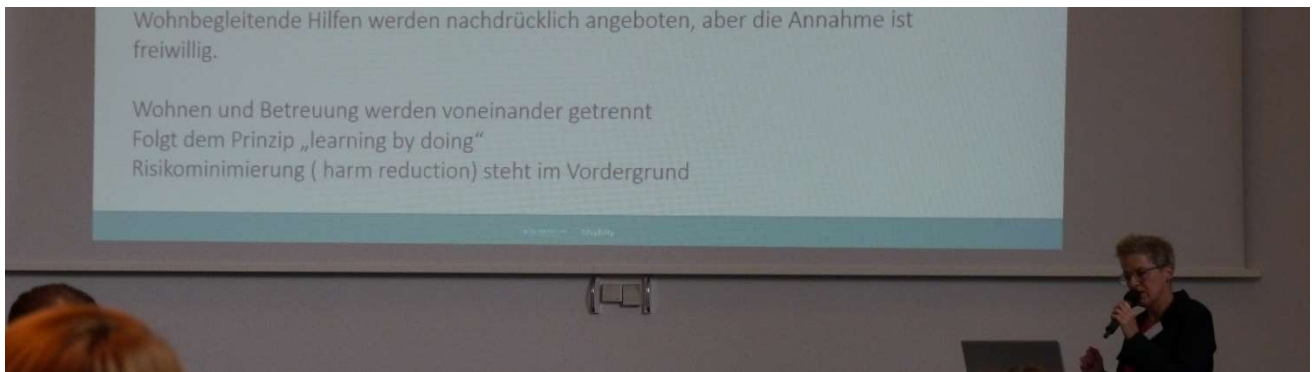 Wohnbegleitende Hilfen werden nachdrücklich angeboten, aber die Annahme ist
freiwillig.
Wohnen und Betreuung werden voneinander getrennt
Folgt dem Prinzip „learning by doing“
Risikominimierung ( harm reduction) steht im Vordergrund